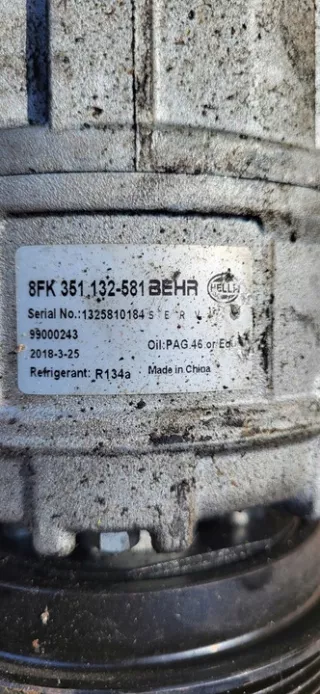 8FK 351 132-581 BEHR HELLA
Serial No.:1325810184 S E R V
99000243
Oil:PAG.46 or
2018-3-25
Refrigerant: R134a Made in China